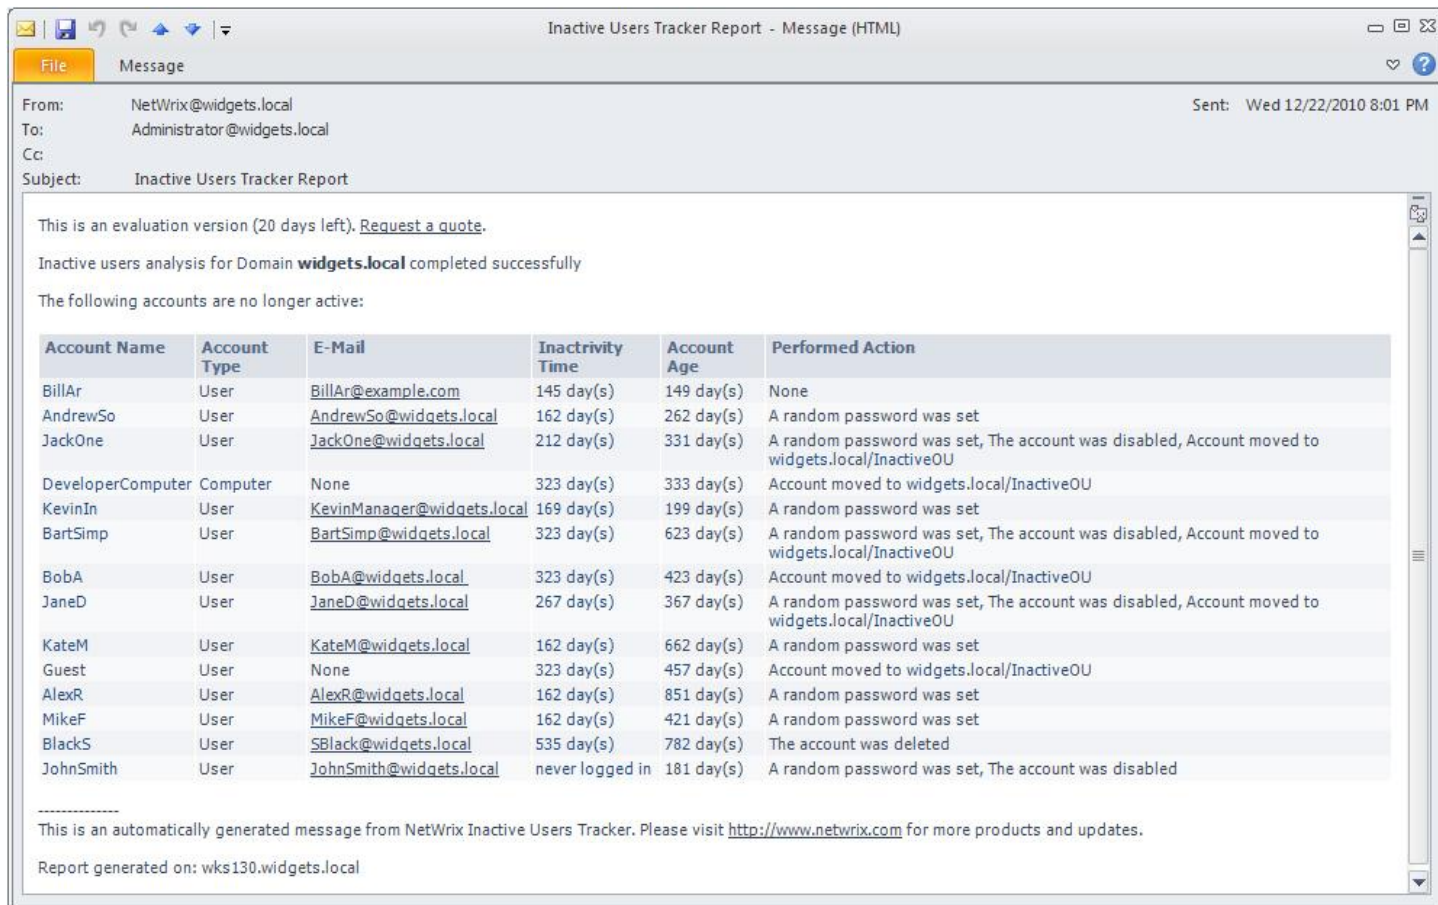 Inactive Users Tracker Report - Message (HTML)
File Message
From: NetWrix@widgets.local Sent: Wed 12/22/2010 8:01 PM
To: Administrator@widgets.local
Cc:
Subject: Inactive Users Tracker Report
This is an evaluation version (20 days left). Request a quote.
Inactive users analysis for Domain widgets.local completed successfully
The following accounts are no longer active:
Account Name Account Type E-Mail Inactrivity Time Account Age Performed Action
BillAr User BillAr@example.com 145 day(s) 149 day(s) None
AndrewSo User AndrewSo@widgets.local 162 day(s) 262 day(s) A random password was set
JackOne User JackOne@widgets.local 212 day(s) 331 day(s) A random password was set, The account was disabled, Account moved to
widgets.local/InactiveOU
DeveloperComputer Computer None 323 day(s) 333 day(s) Account moved to widgets.local/InactiveOU
KevinIn User KevinManager@widgets.local 169 day(s) 199 day(s) A random password was set
BartSimp User BartSimp@widgets.local 323 day(s) 623 day(s) A random password was set, The account was disabled, Account moved to
widgets.local/InactiveOU
BobA User BobA@widgets.local 323 day(s) 423 day(s) Account moved to widgets.local/InactiveOU
JaneD User JaneD@widgets.local 267 day(s) 367 day(s) A random password was set, The account was disabled, Account moved to
widgets.local/InactiveOU
KateM User KateM@widgets.local 162 day(s) 662 day(s) A random password was set
Guest User None 323 day(s) 457 day(s) Account moved to widgets.local/InactiveOU
AlexR User AlexR@widgets.local 162 day(s) 851 day(s) A random password was set
MikeF User MikeF@widgets.local 162 day(s) 421 day(s) A random password was set
BlackS User SBlack@widgets.local 535 day(s) 782 day(s) The account was deleted
JohnSmith User JohnSmith@widgets.local never logged in 181 day(s) A random password was set, The account was disabled
--------------
This is an automatically generated message from NetWrix Inactive Users Tracker. Please visit http://www.netwrix.com for more products and updates.
Report generated on: wks130.widgets.local